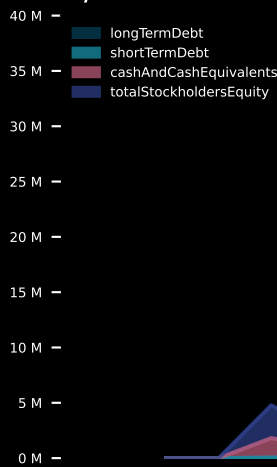 40 M
longTermDebt
shortTermDebt
35 M
cashAndCashEquivalents
totalStockholdersEquity
30 M
25 M
20 M
15 M
10 M
5 M
0 M